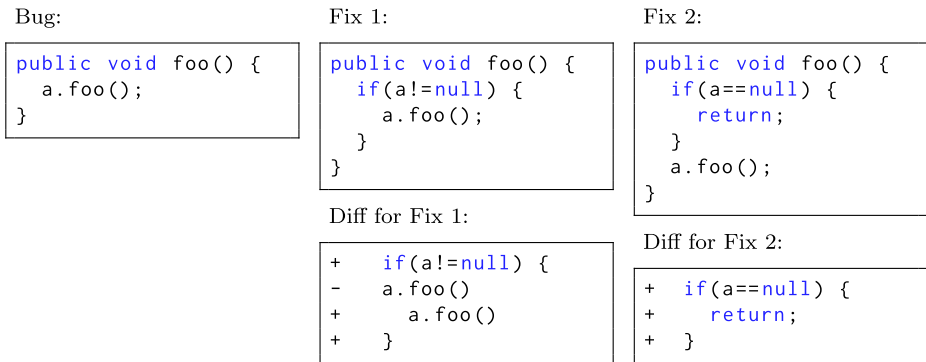 Bug:
public void foo() {
  a.foo();
}
Fix 1:
public void foo() {
  if(a!=null) {
    a.foo();
  }
}
Diff for Fix 1:
+   if(a!=null) {
-   a.foo()
+     a.foo()
+   }
Fix 2:
public void foo() {
  if(a==null) {
    return;
  }
  a.foo();
}
Diff for Fix 2:
+  if(a==null) {
+    return;
+  }